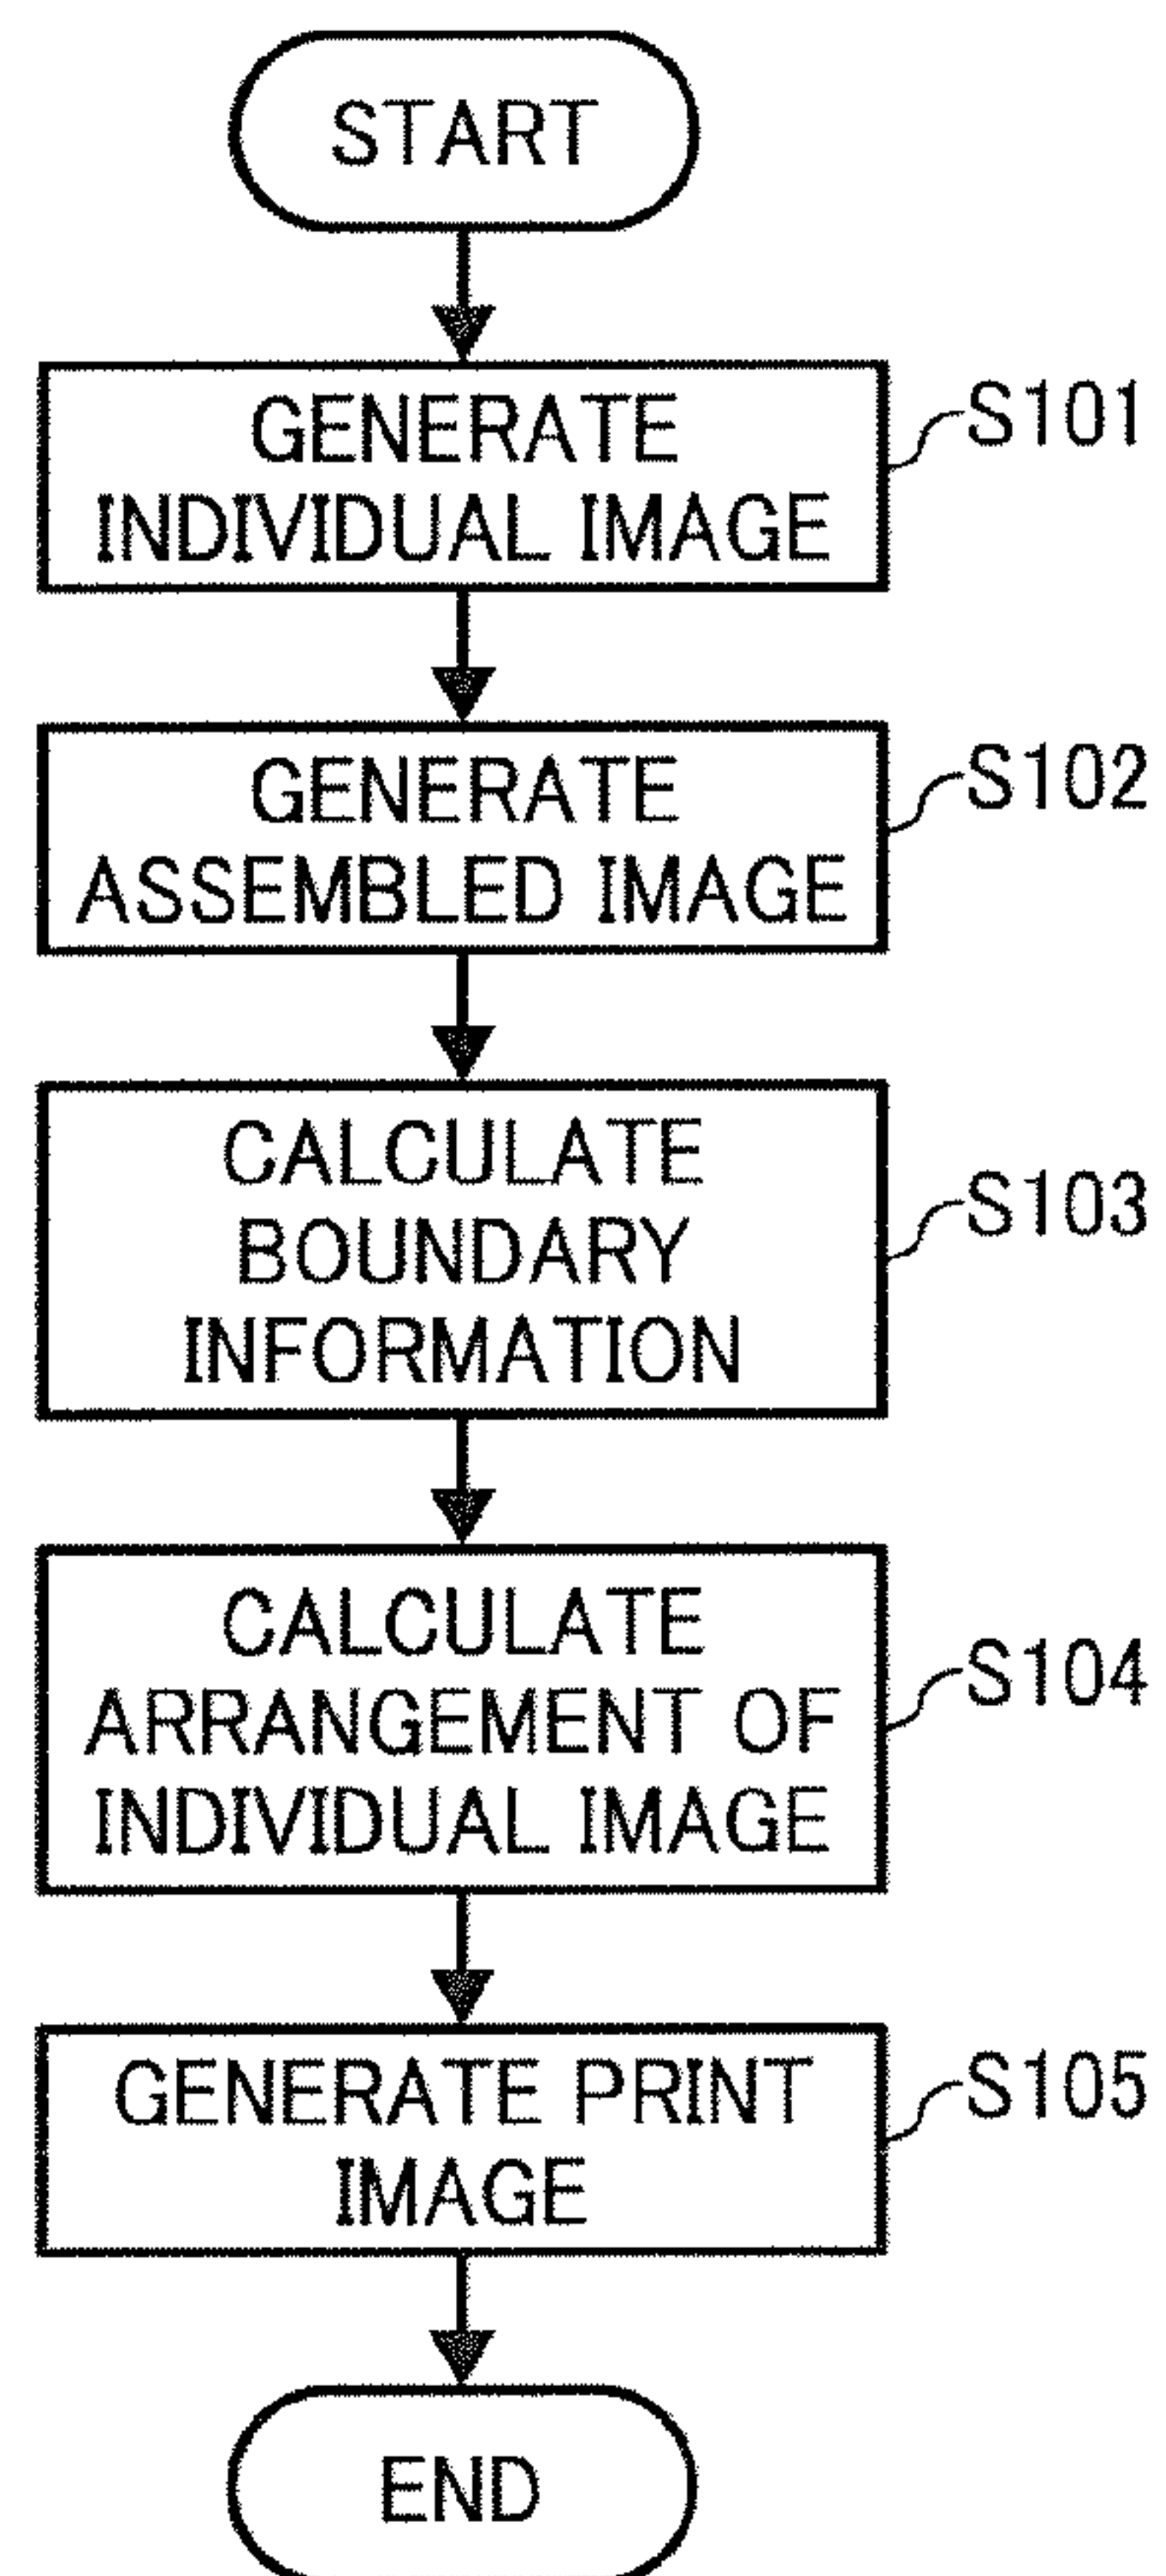 START
GENERATE
INDIVIDUAL IMAGE
S101
GENERATE
ASSEMBLED IMAGE
S102
CALCULATE
BOUNDARY
INFORMATION
S103
CALCULATE
ARRANGEMENT OF
INDIVIDUAL IMAGE
S104
GENERATE PRINT
IMAGE
S105
END